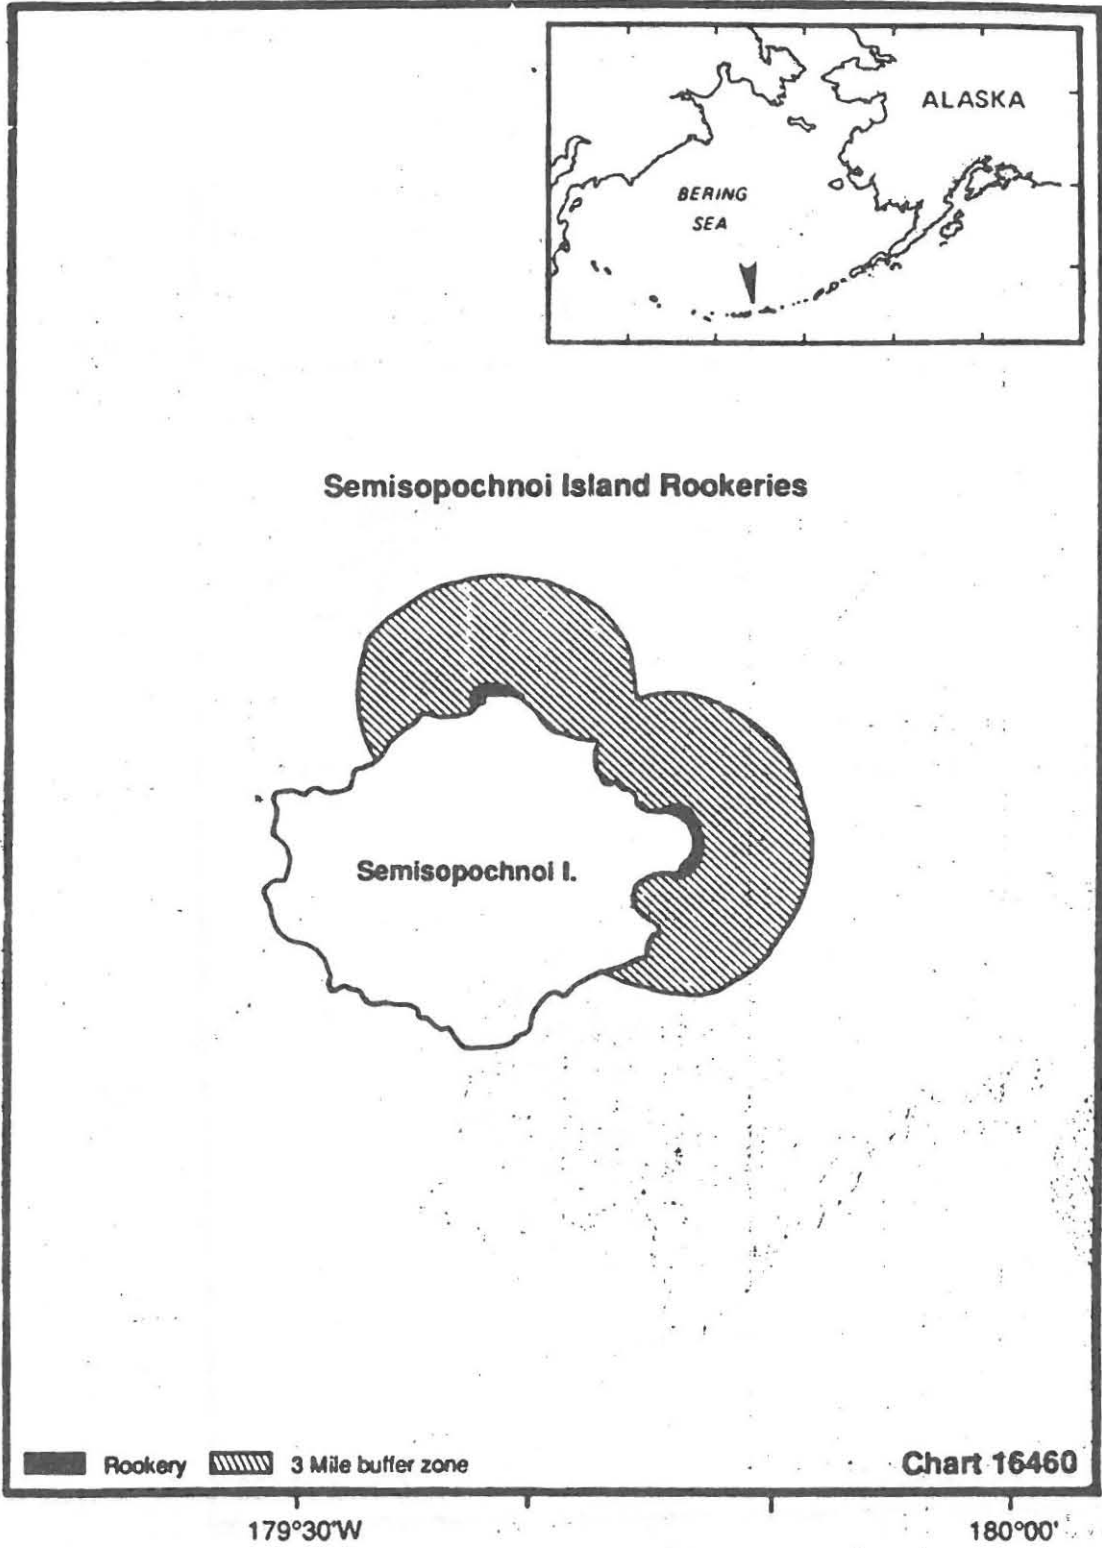 ALASKA
BERING
SEA
Semisopochnoi Island Rookeries
Semisopochnoi I.
Rookery
3 Mile buffer zone
Chart 16460
179°30'W
180°00'